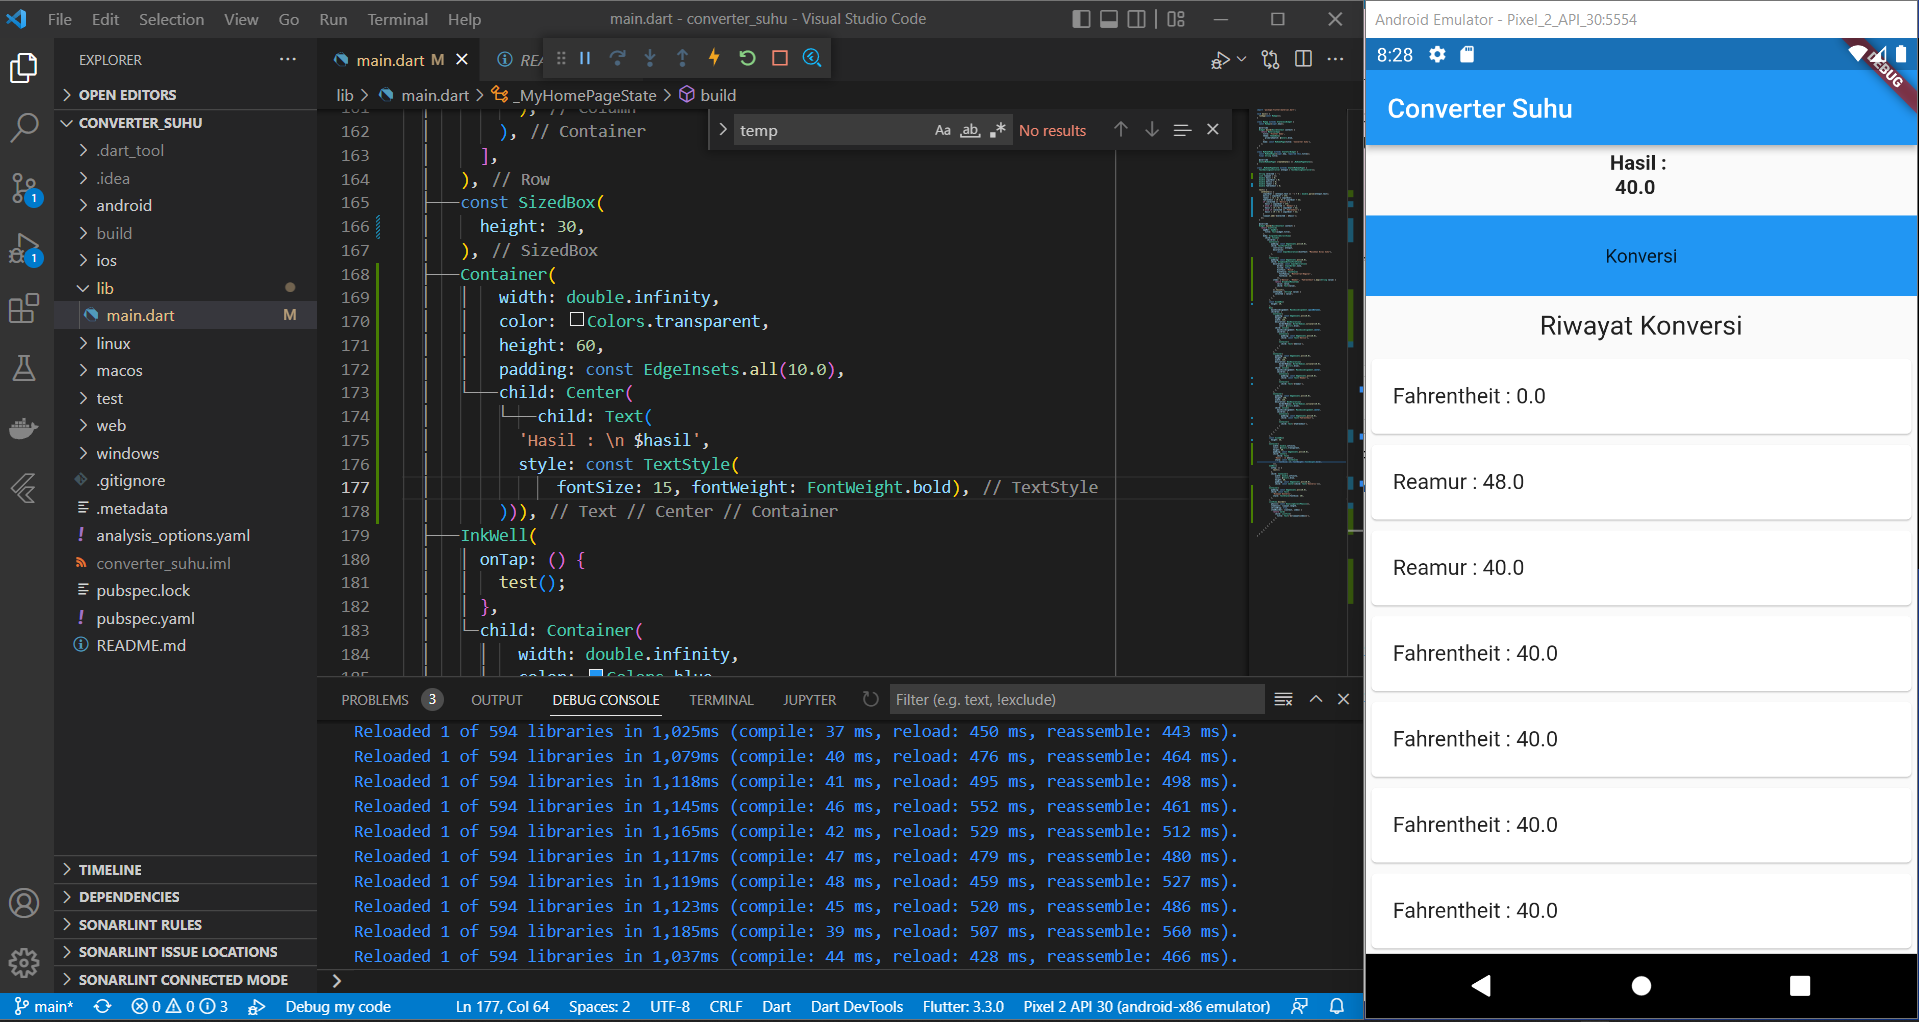 File Edit Selection View Go Run Terminal Help
main.dart - converter_suhu - Visual Studio Code
EXPLORER
OPEN EDITORS
CONVERTER_SUHU
.dart_tool
.idea
android
build
ios
lib
main.dart M
linux
macos
test
web
windows
.gitignore
.metadata
analysis_options.yaml
converter_suhu.iml
pubspec.lock
pubspec.yaml
README.md
TIMELINE
DEPENDENCIES
SONARLINT RULES
SONARLINT ISSUE LOCATIONS
SONARLINT CONNECTED MODE
1
1
main.dart M
lib > main.dart > _MyHomePageState > build
temp Aa ab No results
162 ), // Container
163 ],
164 ), // Row
165 const SizedBox(
166 height: 30,
167 ), // SizedBox
168 Container(
169 width: double.infinity,
170 color: Colors.transparent,
171 height: 60,
172 padding: const EdgeInsets.all(10.0),
173 child: Center(
174 child: Text(
175 'Hasil : \n $hasil',
176 style: const TextStyle(
177 fontSize: 15, fontWeight: FontWeight.bold), // TextStyle
178 ))), // Text // Center // Container
179 InkWell(
180 onTap: () {
181 test();
182 },
183 child: Container(
184 width: double.infinity,
PROBLEMS 3 OUTPUT DEBUG CONSOLE TERMINAL JUPYTER Filter (e.g. text, !exclude)
Reloaded 1 of 594 libraries in 1,025ms (compile: 37 ms, reload: 450 ms, reassemble: 443 ms).
Reloaded 1 of 594 libraries in 1,079ms (compile: 40 ms, reload: 476 ms, reassemble: 464 ms).
Reloaded 1 of 594 libraries in 1,118ms (compile: 41 ms, reload: 495 ms, reassemble: 498 ms).
Reloaded 1 of 594 libraries in 1,145ms (compile: 46 ms, reload: 552 ms, reassemble: 461 ms).
Reloaded 1 of 594 libraries in 1,165ms (compile: 42 ms, reload: 529 ms, reassemble: 512 ms).
Reloaded 1 of 594 libraries in 1,117ms (compile: 47 ms, reload: 479 ms, reassemble: 480 ms).
Reloaded 1 of 594 libraries in 1,119ms (compile: 48 ms, reload: 459 ms, reassemble: 527 ms).
Reloaded 1 of 594 libraries in 1,123ms (compile: 45 ms, reload: 520 ms, reassemble: 486 ms).
Reloaded 1 of 594 libraries in 1,185ms (compile: 39 ms, reload: 507 ms, reassemble: 560 ms).
Reloaded 1 of 594 libraries in 1,037ms (compile: 44 ms, reload: 428 ms, reassemble: 466 ms).
main* 0 0 3 Debug my code Ln 177, Col 64 Spaces: 2 UTF-8 CRLF Dart Dart DevTools Flutter: 3.3.0 Pixel 2 API 30 (android-x86 emulator)
Android Emulator - Pixel_2_API_30:5554
8:28
DEBUG
Converter Suhu
Hasil :
40.0
Konversi
Riwayat Konversi
Fahrentheit : 0.0
Reamur : 48.0
Reamur : 40.0
Fahrentheit : 40.0
Fahrentheit : 40.0
Fahrentheit : 40.0
Fahrentheit : 40.0